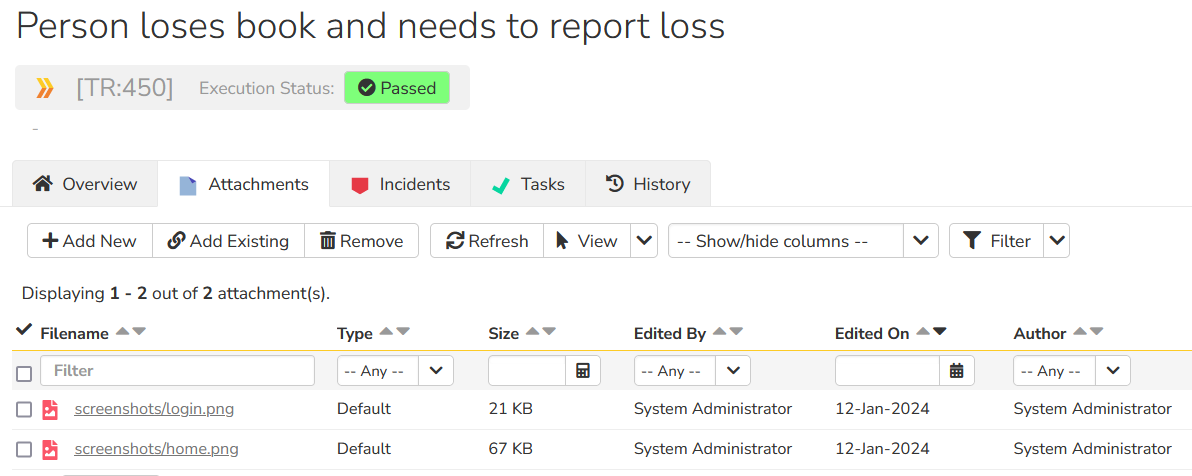 Person loses book and needs to report loss
[TR:450] Execution Status: Passed
-
Overview Attachments Incidents Tasks History
Add New Add Existing Remove Refresh View -- Show/hide columns -- Filter
Displaying 1 - 2 out of 2 attachment(s).
Filename Type Size Edited By Edited On Author
Filter -- Any -- -- Any -- -- Any --
screenshots/login.png Default 21 KB System Administrator 12-Jan-2024 System Administrator
screenshots/home.png Default 67 KB System Administrator 12-Jan-2024 System Administrator